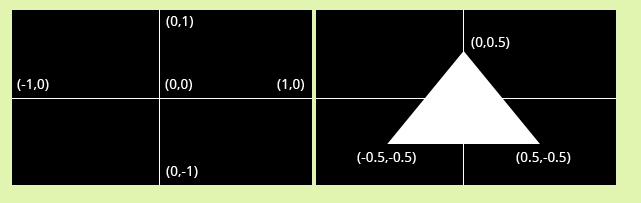 (0,1)
(-1,0) (0,0) (1,0)
(0,-1)
(0,0.5)
(-0.5,-0.5) (0.5,-0.5)